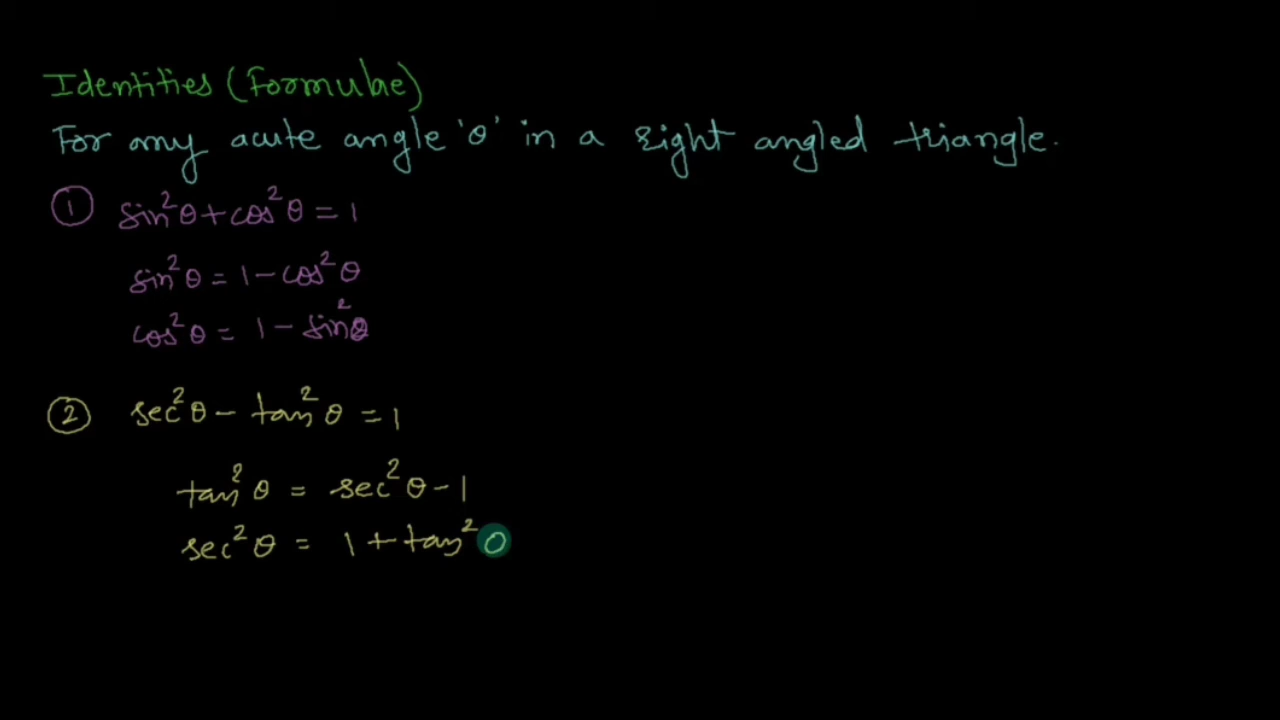 Identities (Formulae)
For any acute angle 'θ' in a right angled triangle.
① sin²θ + cos²θ = 1
sin²θ = 1 - cos²θ
cos²θ = 1 - sin²θ
② sec²θ - tan²θ = 1
tan²θ = sec²θ - 1
sec²θ = 1 + tan²θ